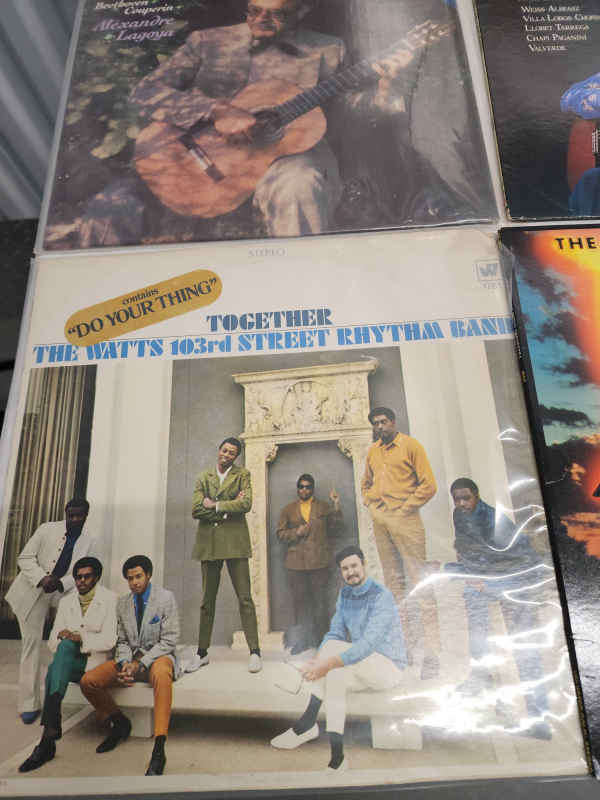 Beethoven -
Couperin -
Alexandre
Lagoya
Weiss Albeniz
Villa Lobos Chopin
Llobet Tarrega
Chapi Paganini
Valverde
STEREO
THE
W
contains
"DO YOUR THING"
TOGETHER
THE WATTS 103rd STREET RHYTHM BAND